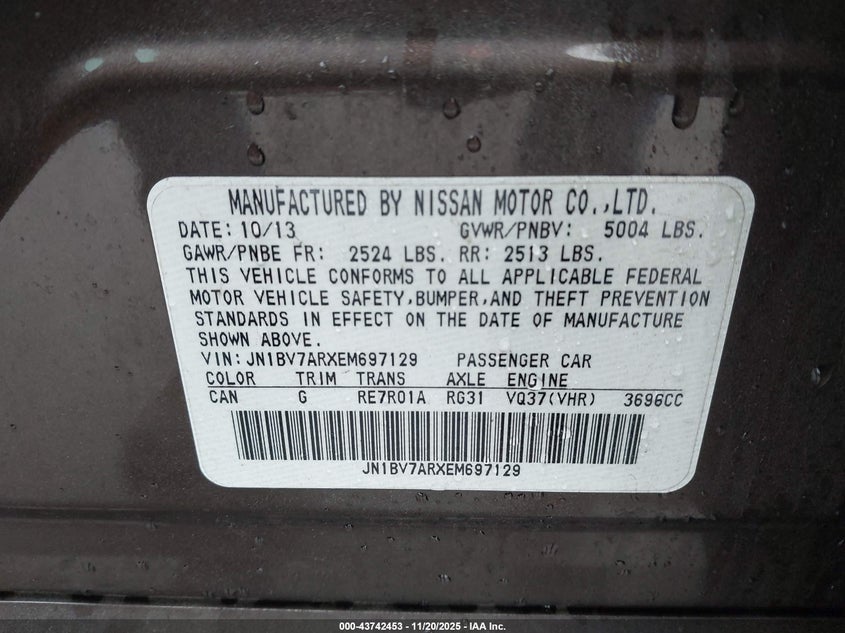 MANUFACTURED BY NISSAN MOTOR CO.,LTD.
DATE: 10/13 GVWR/PNBV: 5004 LBS.
GAWR/PNBE FR: 2524 LBS. RR: 2513 LBS.
THIS VEHICLE CONFORMS TO ALL APPLICABLE FEDERAL
MOTOR VEHICLE SAFETY,BUMPER,AND THEFT PREVENTION
STANDARDS IN EFFECT ON THE DATE OF MANUFACTURE
SHOWN ABOVE.
VIN: JN1BV7ARXEM697129 PASSENGER CAR
COLOR TRIM TRANS AXLE ENGINE
CAN G RE7R01A RG31 VQ37(VHR) 3696CC
JN1BV7ARXEM697129
000-43742453 - 11/20/2025 - IAA Inc.